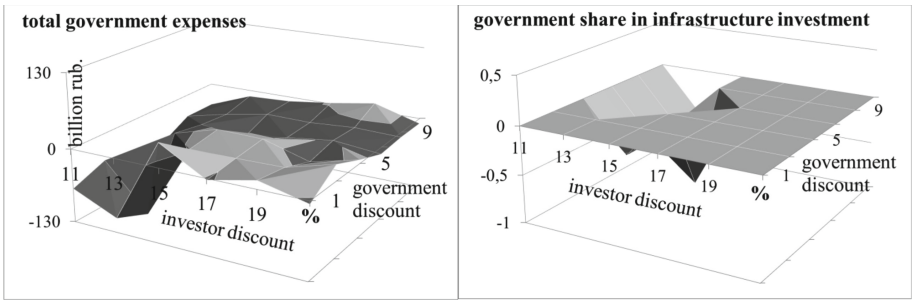 total government expenses
130
billion rub.
0
-130
11
13
15
17
19
%
investor discount
1
5
9
government
discount
government share in infrastructure investment
0,5
0
-0,5
-1
11
13
15
17
19
%
investor discount
1
5
9
government
discount